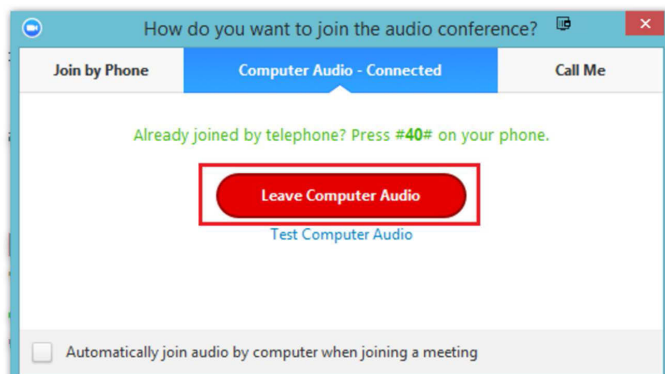 How do you want to join the audio conference?
Join by Phone
Computer Audio - Connected
Call Me
Already joined by telephone? Press #40# on your phone.
Leave Computer Audio
Test Computer Audio
Automatically join audio by computer when joining a meeting